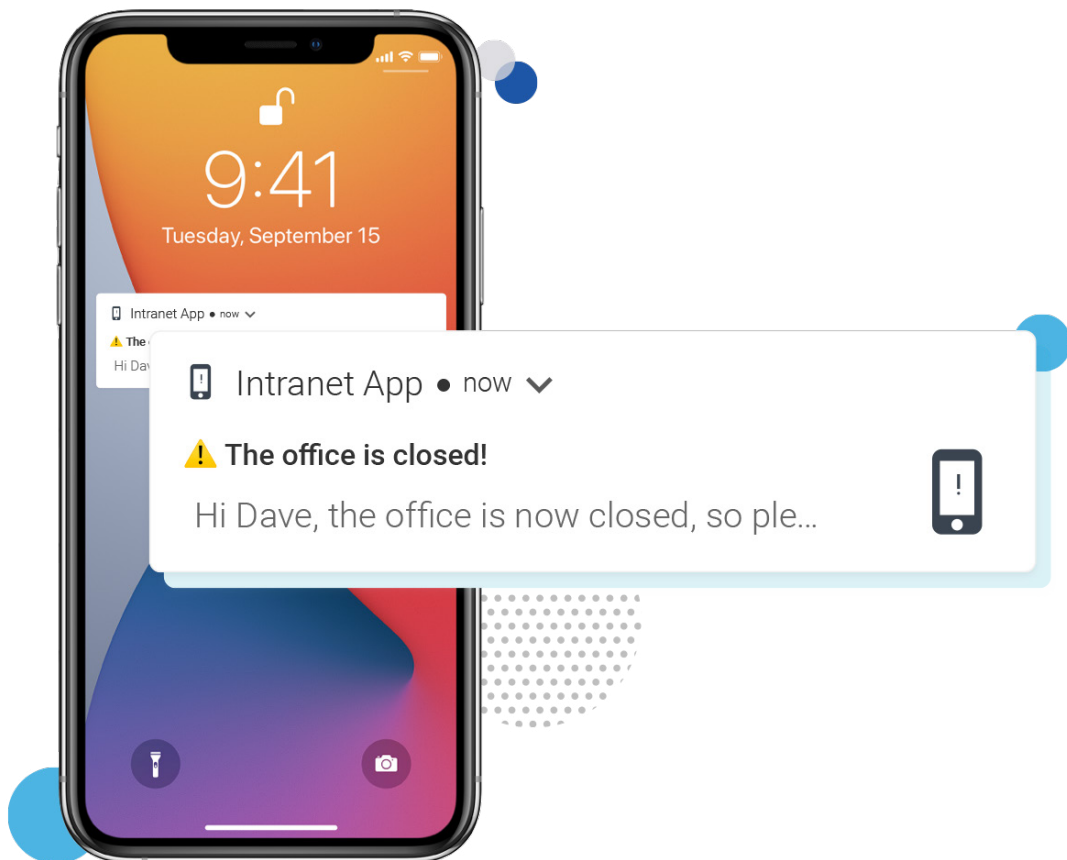 9:41
Tuesday, September 15
Intranet App • now
The
Hi Dav
Intranet App • now
The office is closed!
Hi Dave, the office is now closed, so ple...